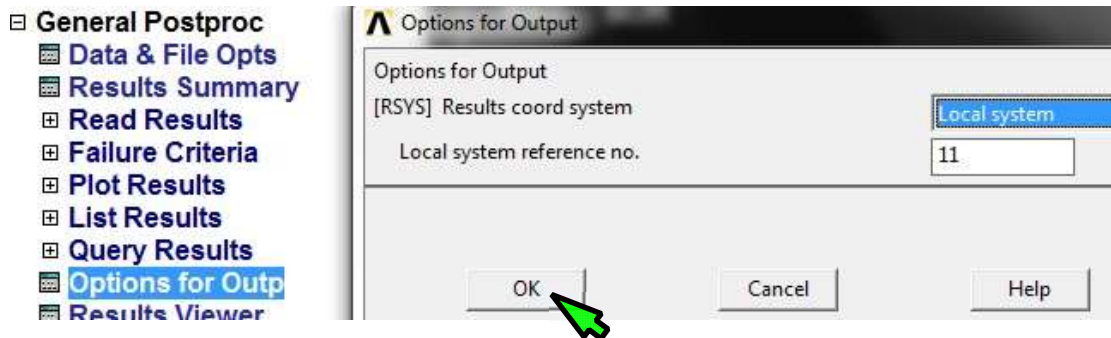 General Postproc
Data & File Opts
Results Summary
Read Results
Failure Criteria
Plot Results
List Results
Query Results
Options for Outp
Results Viewer
Options for Output
Options for Output
[RSYS] Results coord system
Local system
Local system reference no.
11
OK
Cancel
Help